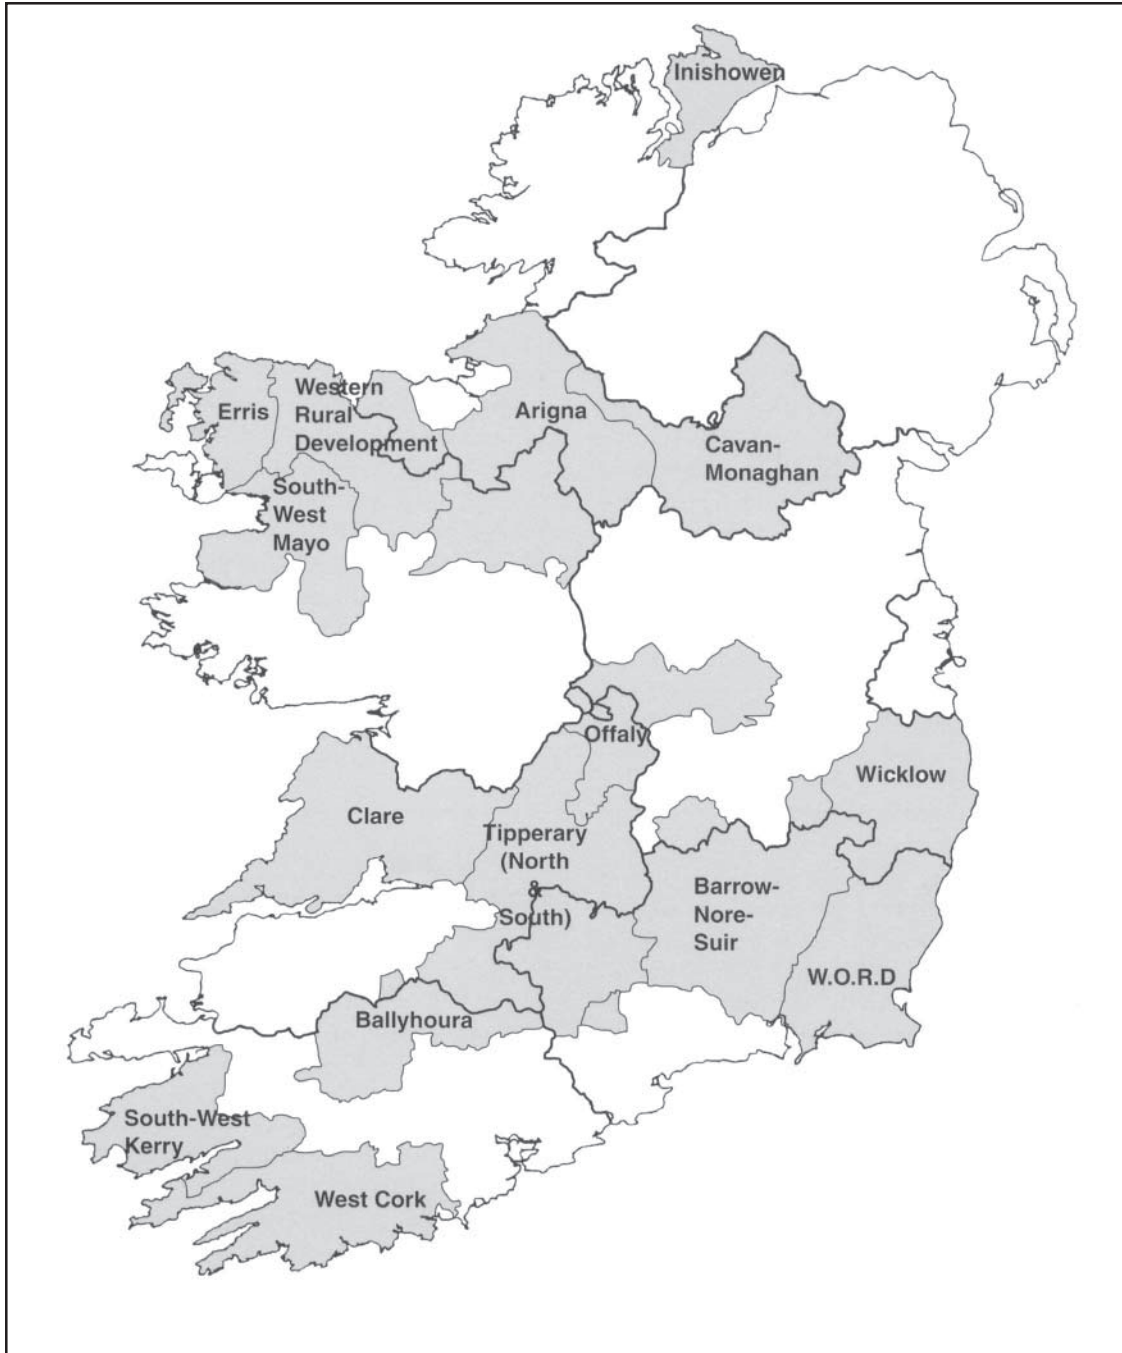 Inishowen
Western
Rural
Development
Erris
Arigna
Cavan-
Monaghan
South-
West
Mayo
Offaly
Wicklow
Clare
Tipperary
(North
&
South)
Barrow-
Nore-
Suir
W.O.R.D
Ballyhoura
South-West
Kerry
West Cork